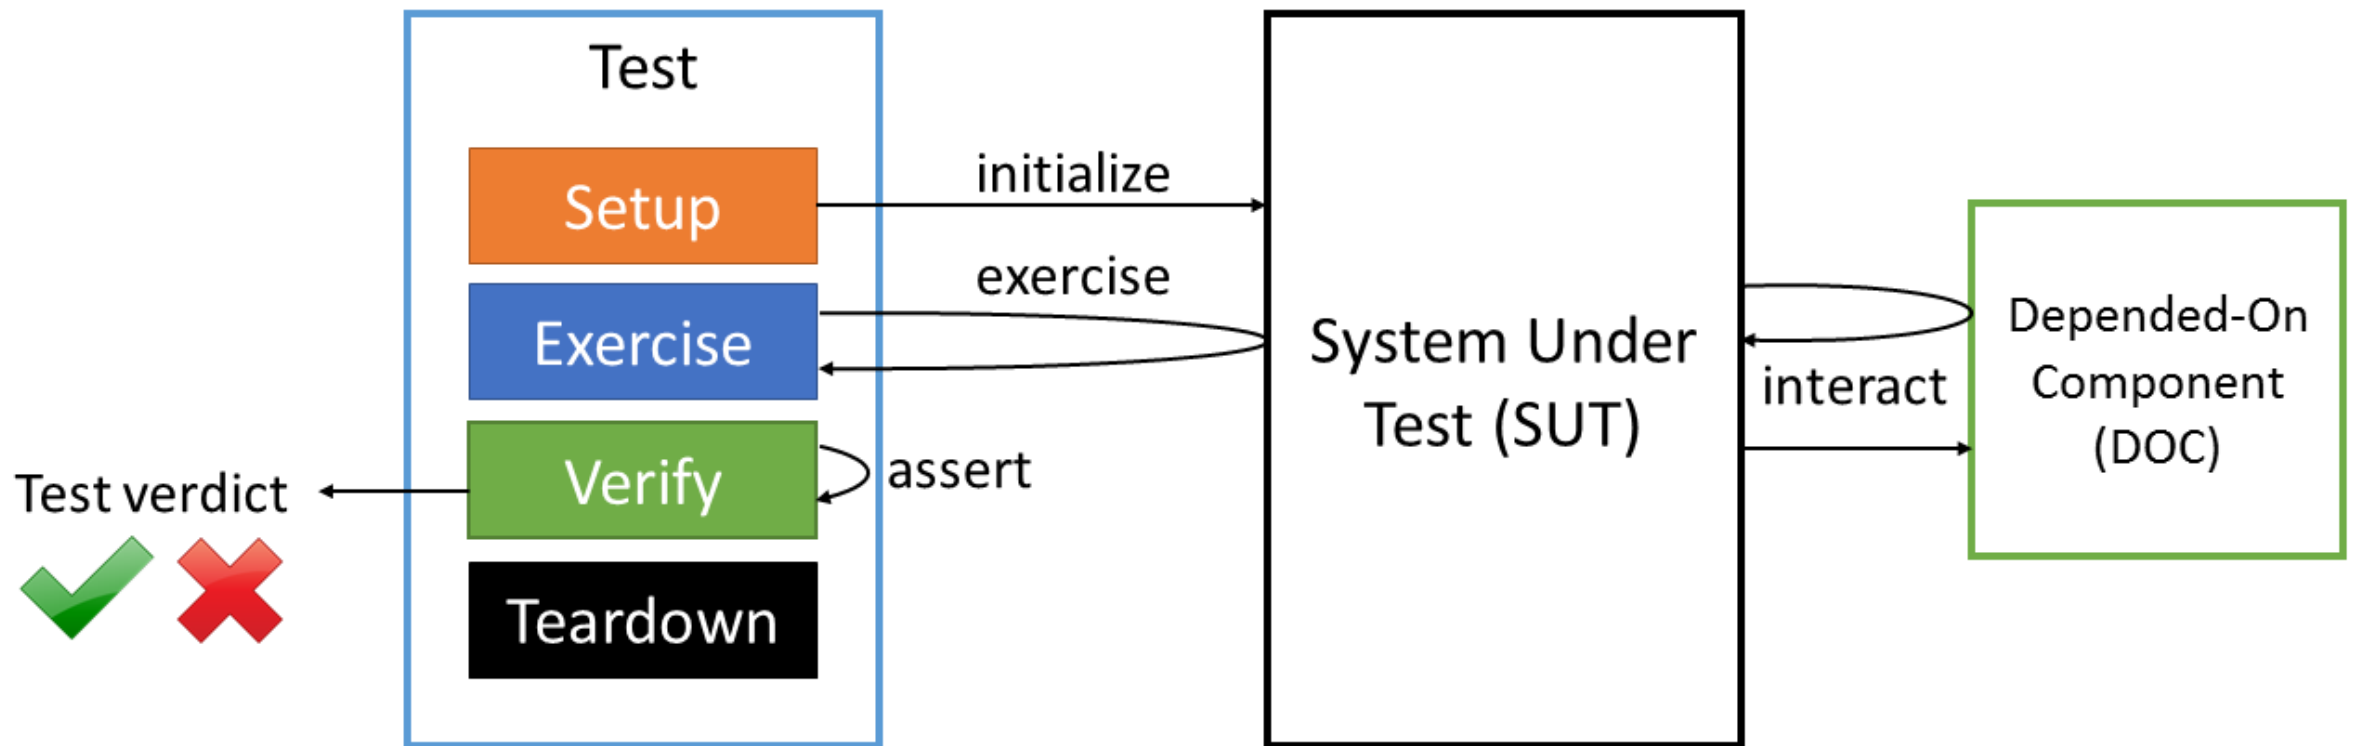 Test
Setup
initialize
Exercise
exercise
Verify
assert
Teardown
Test verdict
System Under
Test (SUT)
interact
Depended-On
Component
(DOC)